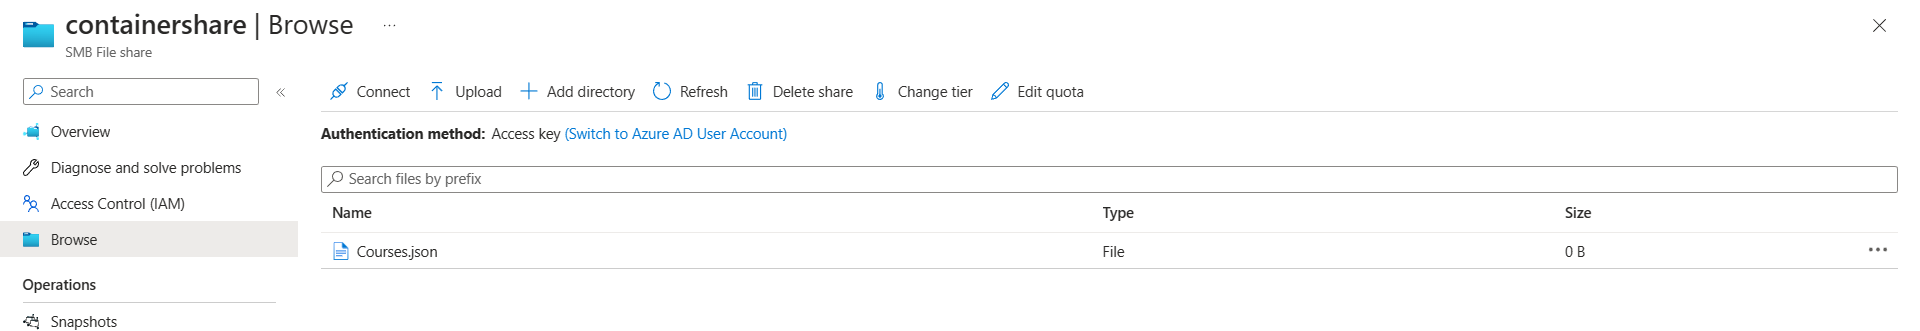 containershare | Browse ...
SMB File share
Search
«
Overview
Diagnose and solve problems
Access Control (IAM)
Browse
Operations
Snapshots
Connect Upload Add directory Refresh Delete share Change tier Edit quota
Authentication method: Access key (Switch to Azure AD User Account)
Search files by prefix
Name Type Size
Courses.json File 0 B ...